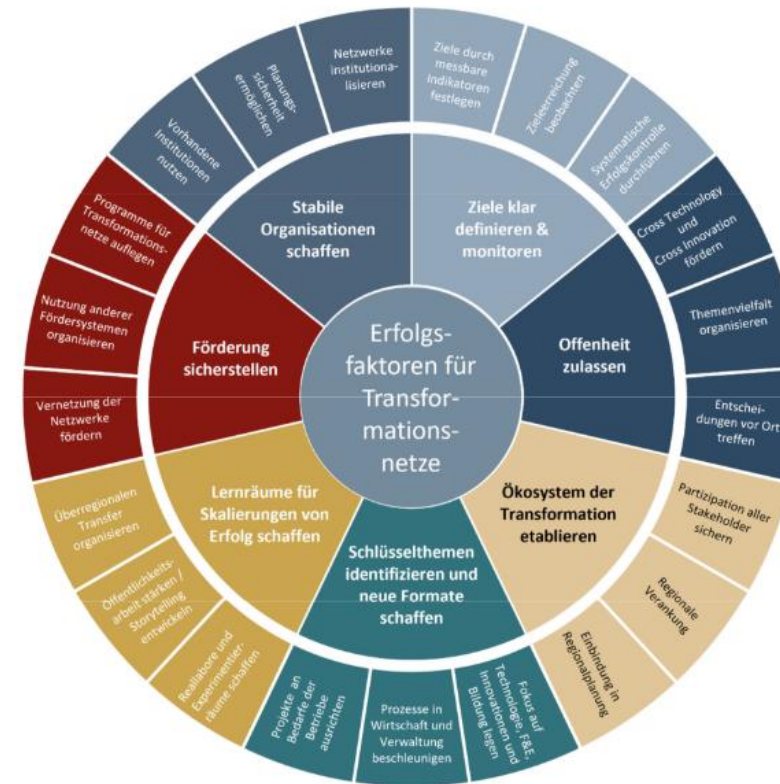 Erfolgs-
faktoren für
Transfor-
mations-
netze
Ziele klar
definieren &
monitoren
Ziele durch
messbare
Indikatoren
festlegen
Zieleerreichung
beobachten
Systematische
Erfolgskontrolle
durchführen
Offenheit
zulassen
Cross Technology
und
Cross Innovation
fördern
Themenvielfalt
organisieren
Entschei-
dungen vor Ort
treffen
Ökosystem der
Transformation
etablieren
Partizipation aller
Stakeholder
sichern
Regionale
Verankung
Einbindung in
Regionalplanung
Schlüsselthemen
identifizieren und
neue Formate
schaffen
Fokus auf
Technologie, F&E,
Innovationen und
Bildung legen
Prozesse in
Wirtschaft und
Verwaltung
beschleunigen
Projekte an
Bedarfe der
Betriebe
ausrichten
Lernräume für
Skalierungen von
Erfolg schaffen
Reallabore und
Experimentier-
räume schaffen
Öffentlichkeits-
arbeit stärken /
Storytelling
entwickeln
Überregionalen
Transfer
organisieren
Förderung
sicherstellen
Vernetzung der
Netzwerke
fördern
Nutzung anderer
Fördersystemen
organisieren
Programme für
Transformations-
netze auflegen
Stabile
Organisationen
schaffen
Vorhandene
Institutionen
nutzen
Planungs-
sicherheit
ermöglichen
Netzwerke
institutiona-
lisieren